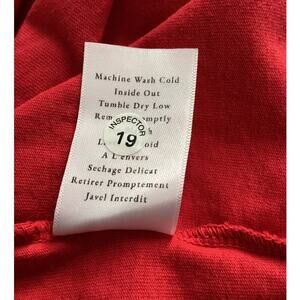 Machine Wash Cold
Inside Out
Tumble Dry Low
INSPECTOR
19
A L'envers
Sechage Delicat
Retirer Promptement
Javel Interdit